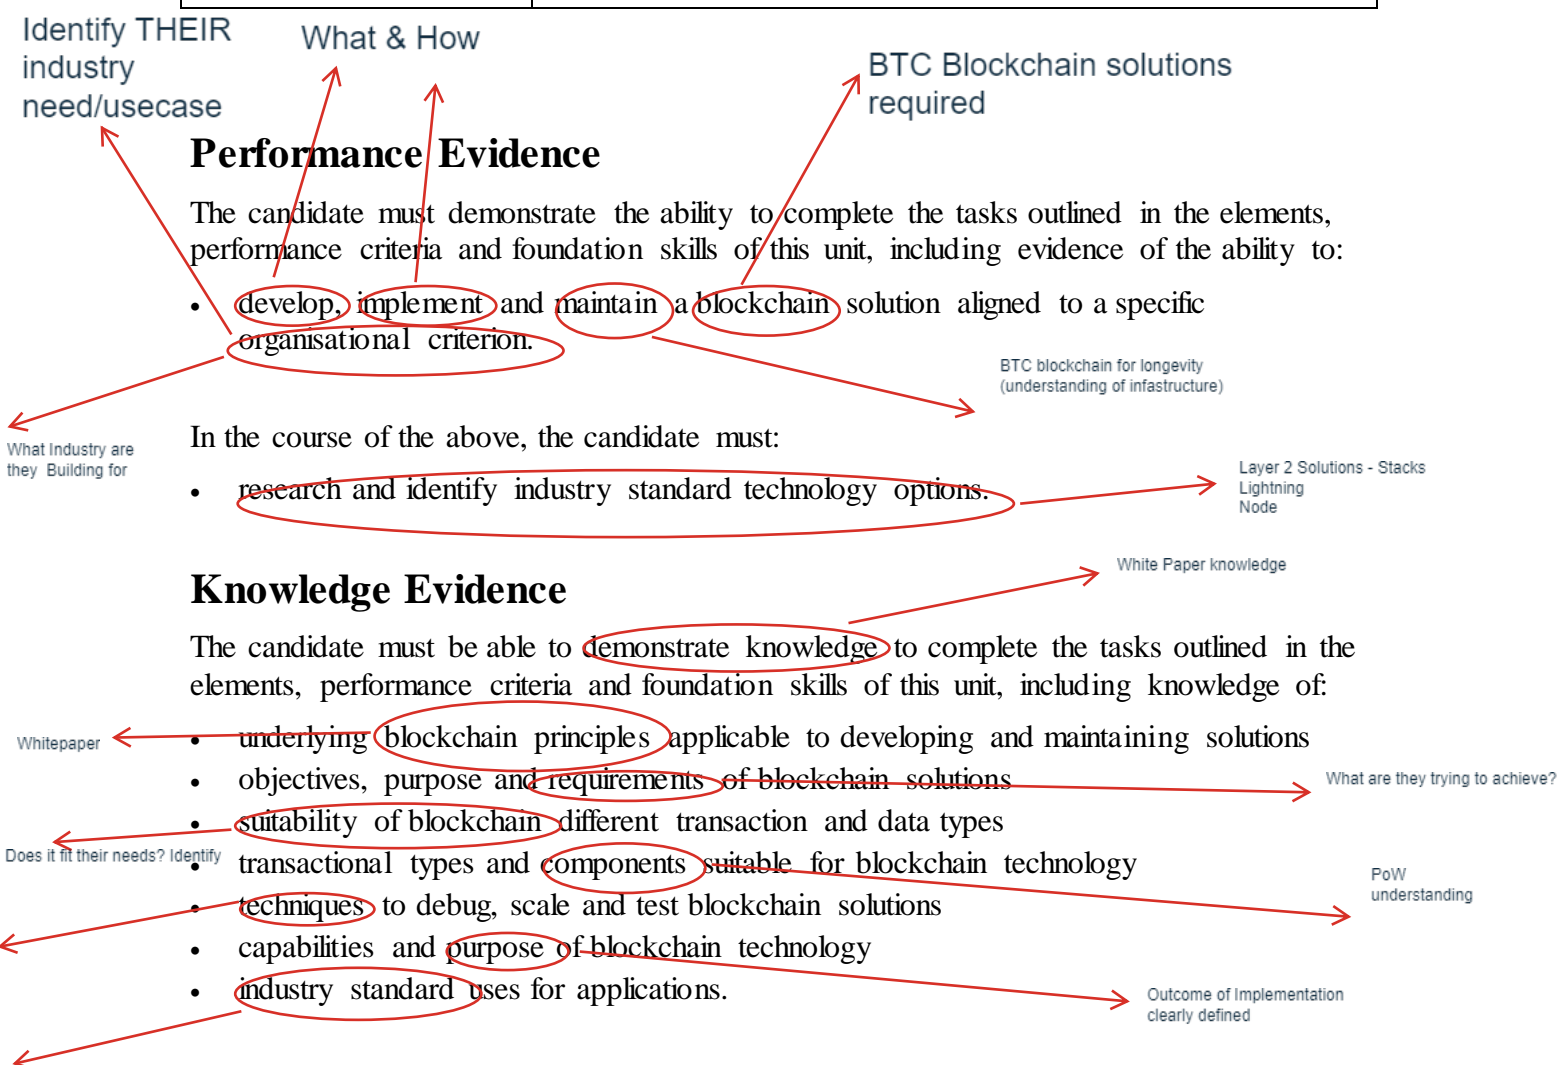 Identify THEIR
industry
need/usecase
What & How
BTC Blockchain solutions
required
Performance Evidence
The candidate must demonstrate the ability to complete the tasks outlined in the elements,
performance criteria and foundation skills of this unit, including evidence of the ability to:
• develop, implement and maintain a blockchain solution aligned to a specific
organisational criterion.
BTC blockchain for longevity
(understanding of infastructure)
What Industry are
they Building for
In the course of the above, the candidate must:
• research and identify industry standard technology options.
Layer 2 Solutions - Stacks
Lightning
Node
White Paper knowledge
Knowledge Evidence
The candidate must be able to demonstrate knowledge to complete the tasks outlined in the
elements, performance criteria and foundation skills of this unit, including knowledge of:
Whitepaper
• underlying blockchain principles applicable to developing and maintaining solutions
• objectives, purpose and requirements of blockchain solutions
What are they trying to achieve?
• suitability of blockchain different transaction and data types
Does it fit their needs? Identify
• transactional types and components suitable for blockchain technology
PoW
understanding
• techniques to debug, scale and test blockchain solutions
• capabilities and purpose of blockchain technology
• industry standard uses for applications.
Outcome of Implementation
clearly defined